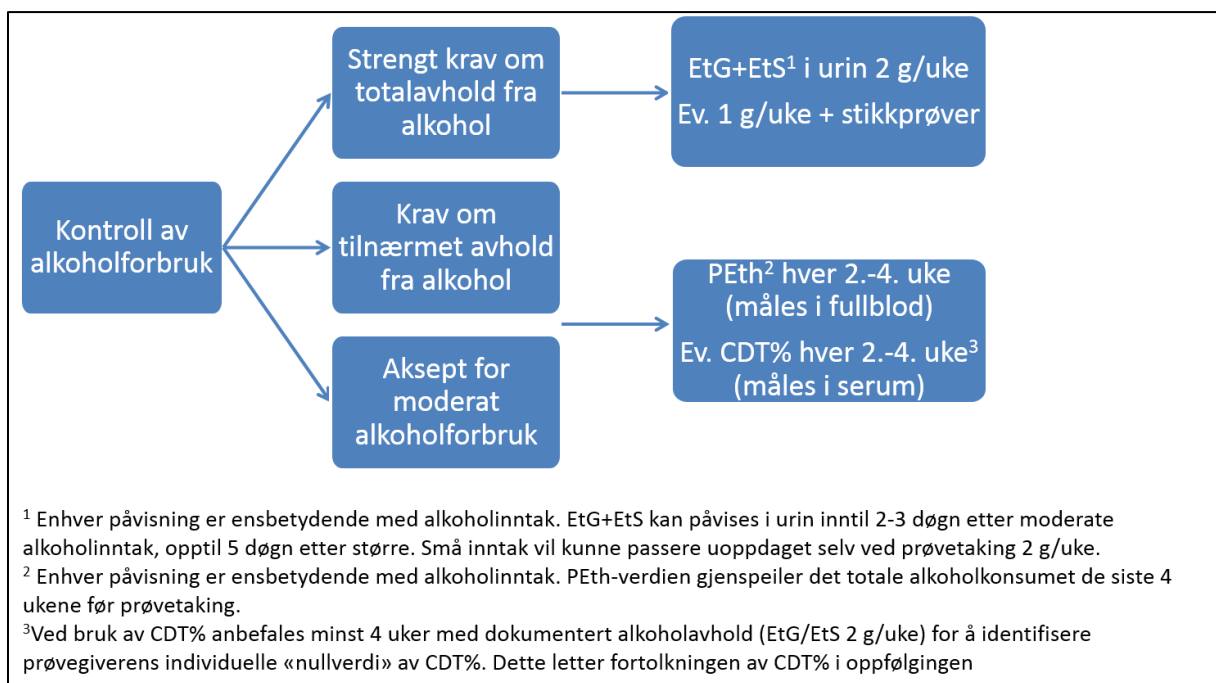 Kontroll av
alkoholforbruk
Strengt krav om
totalavhold fra
alkohol
EtG+EtS¹ i urin 2 g/uke
Ev. 1 g/uke + stikkprøver
Krav om
tilnærmet avhold
fra alkohol
Aksept for
moderat
alkoholforbruk
PEth² hver 2.-4. uke
(måles i fullblod)
Ev. CDT% hver 2.-4. uke³
(måles i serum)
¹ Enhver påvisning er ensbetydende med alkoholinntak. EtG+EtS kan påvises i urin inntil 2-3 døgn etter moderate
alkoholinntak, opptil 5 døgn etter større. Små inntak vil kunne passere uoppdaget selv ved prøvetaking 2 g/uke.
² Enhver påvisning er ensbetydende med alkoholinntak. PEth-verdien gjenspeiler det totale alkoholkonsumet de siste 4
ukene før prøvetaking.
³Ved bruk av CDT% anbefales minst 4 uker med dokumentert alkoholavhold (EtG/EtS 2 g/uke) for å identifisere
prøvegiverens individuelle «nullverdi» av CDT%. Dette letter fortolkningen av CDT% i oppfølgingen